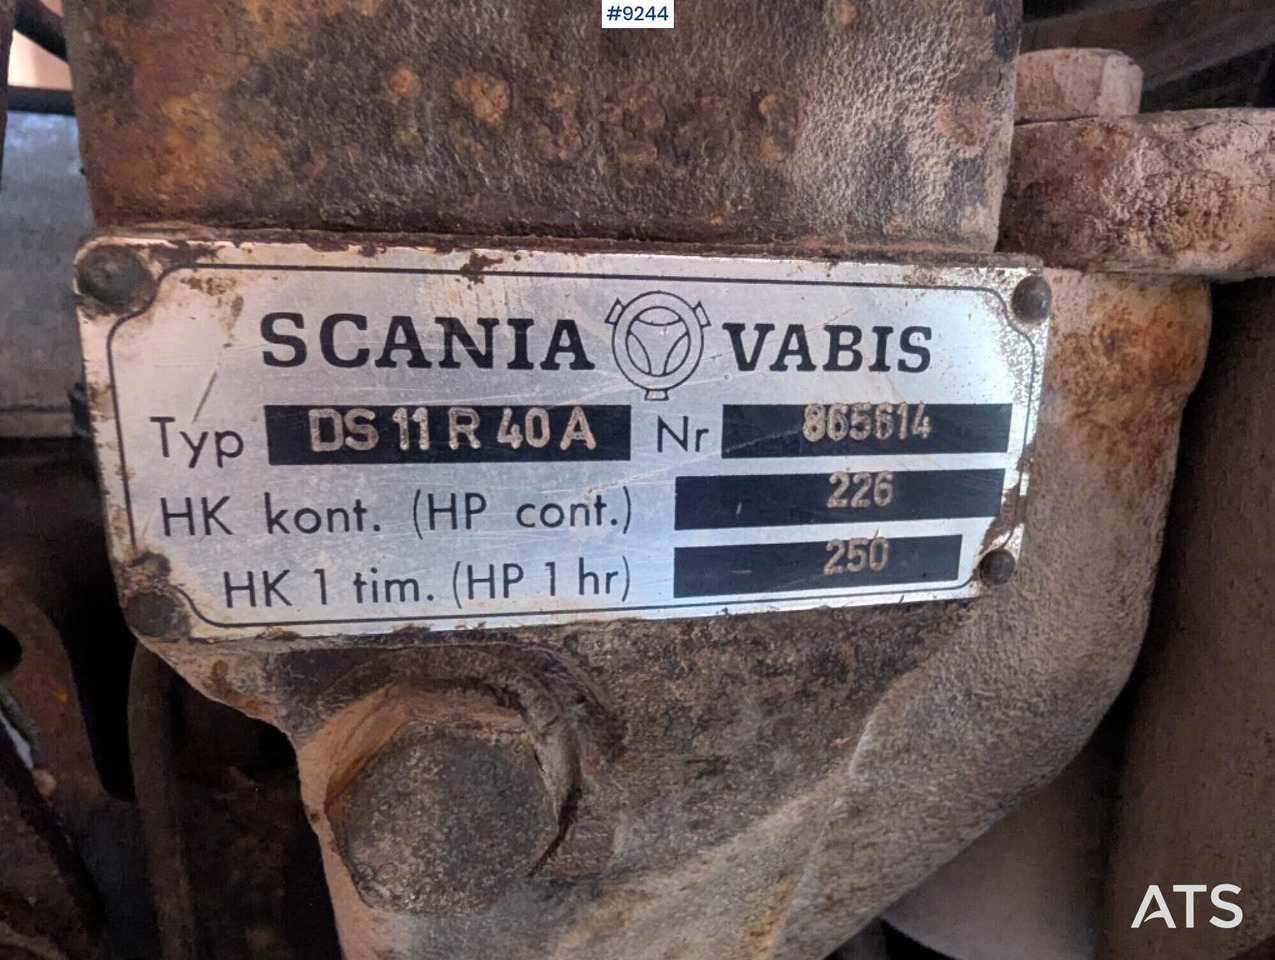 #9244
SCANIA VABIS
Typ DS 11 R 40 A Nr 865614
HK kont. (HP cont.) 226
HK 1 tim. (HP 1 hr) 250
ATS